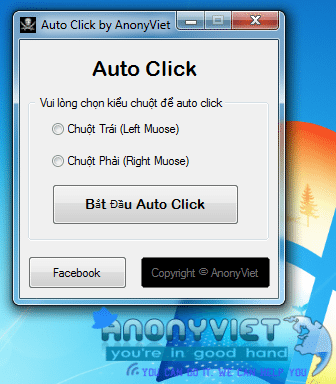 Auto Click by AnonyViet
Auto Click
Vui lòng chọn kiểu chuột để auto click
Chuột Trái (Left Muose)
Chuột Phải (Right Muose)
Bắt Đầu Auto Click
Facebook
Copyright © AnonyViet
ANONYVIET
you're in good hand
YOU CAN DO IT, WE CAN HELP YOU